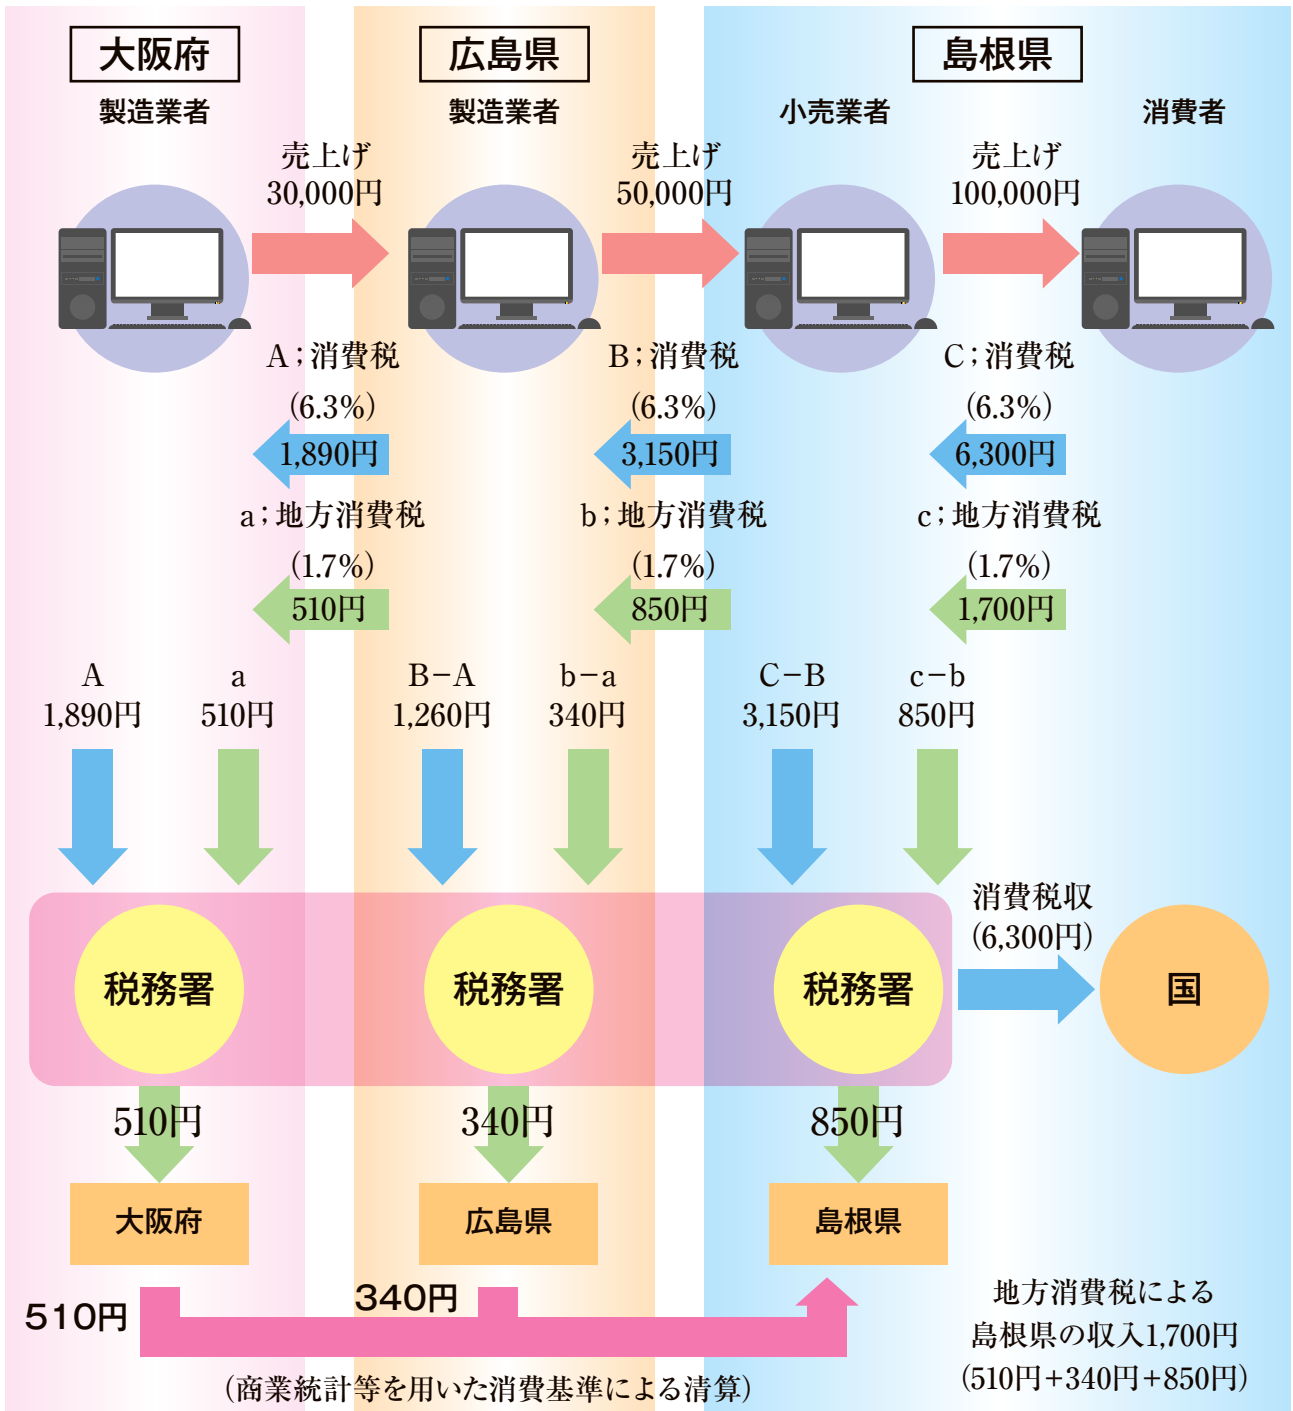 大阪府
広島県
島根県
製造業者
製造業者
小売業者
消費者
売上げ
30,000円
売上げ
50,000円
売上げ
100,000円
A；消費税
(6.3%)
1,890円
B；消費税
(6.3%)
3,150円
C；消費税
(6.3%)
6,300円
a；地方消費税
(1.7%)
510円
b；地方消費税
(1.7%)
850円
c；地方消費税
(1.7%)
1,700円
A
1,890円
a
510円
B−A
1,260円
b−a
340円
C−B
3,150円
c−b
850円
税務署
税務署
税務署
消費税収
(6,300円)
国
510円
340円
850円
大阪府
広島県
島根県
510円
340円
(商業統計等を用いた消費基準による清算)
地方消費税による
島根県の収入1,700円
(510円+340円+850円)